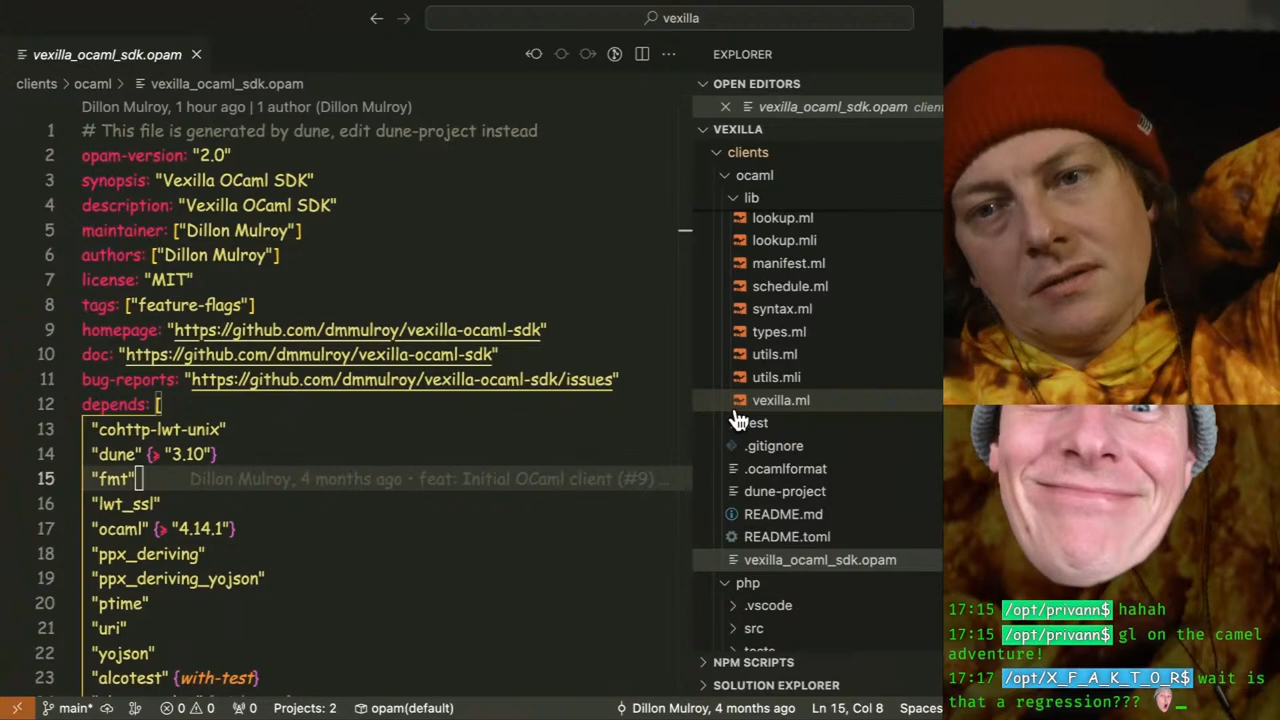 vexilla
vexilla_ocaml_sdk.opam
clients > ocaml > vexilla_ocaml_sdk.opam
Dillon Mulroy, 1 hour ago | 1 author (Dillon Mulroy)
1 # This file is generated by dune, edit dune-project instead
2 opam-version: "2.0"
3 synopsis: "Vexilla OCaml SDK"
4 description: "Vexilla OCaml SDK"
5 maintainer: ["Dillon Mulroy"]
6 authors: ["Dillon Mulroy"]
7 license: "MIT"
8 tags: ["feature-flags"]
9 homepage: "https://github.com/dmmulroy/vexilla-ocaml-sdk"
10 doc: "https://github.com/dmmulroy/vexilla-ocaml-sdk"
11 bug-reports: "https://github.com/dmmulroy/vexilla-ocaml-sdk/issues"
12 depends: [
13 "cohttp-lwt-unix"
14 "dune" {> "3.10"}
15 "fmt" Dillon Mulroy, 4 months ago • feat: Initial OCaml client (#9) ...
16 "lwt_ssl"
17 "ocaml" {> "4.14.1"}
18 "ppx_deriving"
19 "ppx_deriving_yojson"
20 "ptime"
21 "uri"
22 "yojson"
23 "alcotest" {with-test}
EXPLORER
OPEN EDITORS
vexilla_ocaml_sdk.opam
VEXILLA
clients
ocaml
lib
lookup.ml
lookup.mli
manifest.ml
schedule.ml
syntax.ml
types.ml
utils.ml
utils.mli
vexilla.ml
est
.gitignore
.ocamlformat
dune-project
README.md
README.toml
vexilla_ocaml_sdk.opam
php
.vscode
src
NPM SCRIPTS
SOLUTION EXPLORER
main* 0 0 0 Projects: 2 opam(default) Dillon Mulroy, 4 months ago Ln 15, Col 8 Spaces
17:15 /opt/privann$ hahah
17:15 /opt/privann$ gl on the camel
adventure!
17:17 /opt/X_F_A_K_T_O_R$ wait is
that a regression???